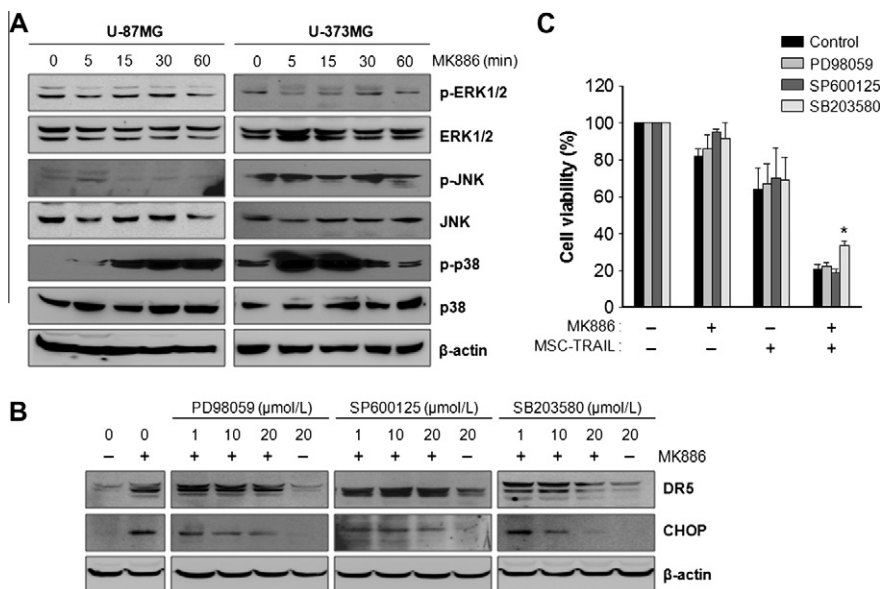 A
U-87MG U-373MG
0 5 15 30 60 0 5 15 30 60 MK886 (min)
p-ERK1/2
ERK1/2
p-JNK
JNK
p-p38
p38
β-actin
C
Control
PD98059
SP600125
SB203580
Cell viability (%)
120
100
80
60
40
20
0
*
MK886 : – + – +
MSC-TRAIL : – – + +
B
PD98059 (μmol/L) SP600125 (μmol/L) SB203580 (μmol/L)
0 0 1 10 20 20 1 10 20 20 1 10 20 20
– + + + + – + + + – + + + – MK886
DR5
CHOP
β-actin